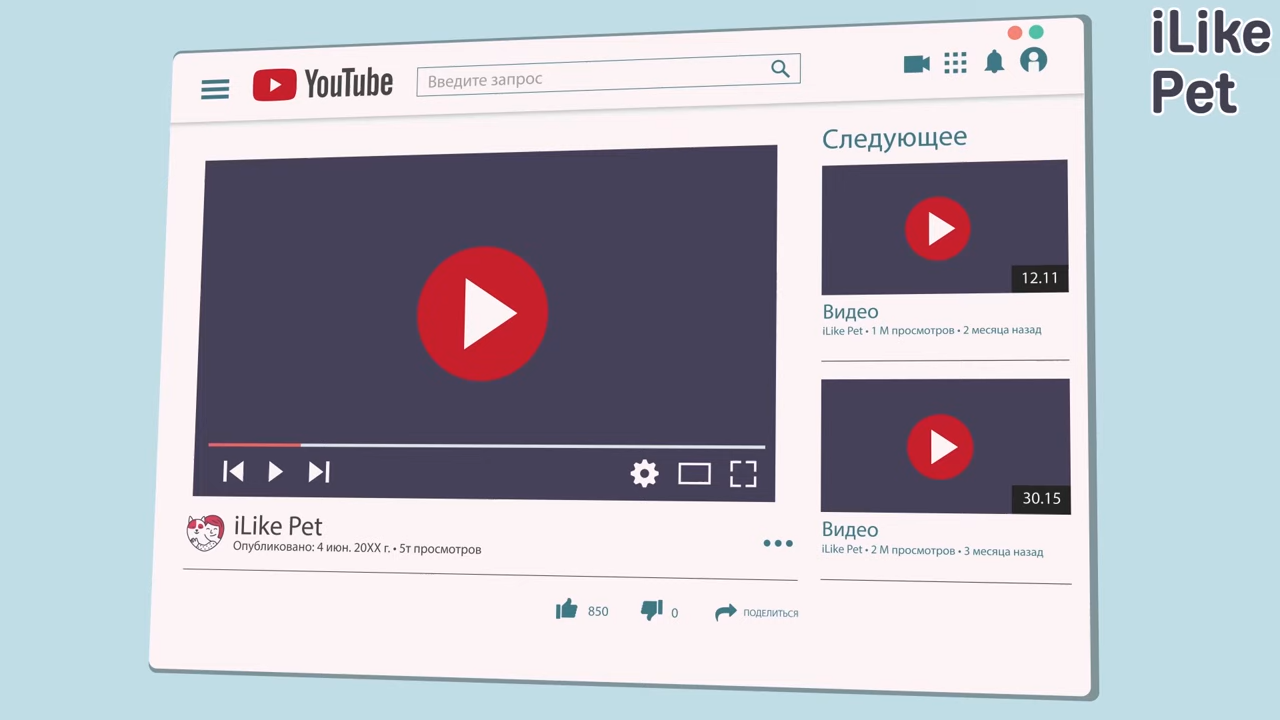 iLike
Pet
YouTube
Введите запрос
Следующее
12.11
Видео
iLike Pet • 1 M просмотров • 2 месяца назад
30.15
Видео
iLike Pet • 2 M просмотров • 3 месяца назад
iLike Pet
Опубликовано: 4 июн. 20XX г. • 5т просмотров
850
0
ПОДЕЛИТЬСЯ